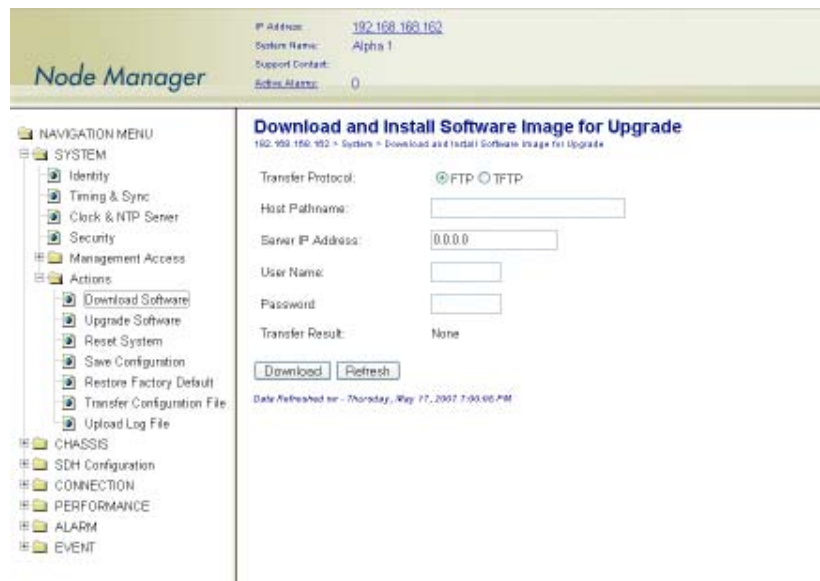 Node Manager
IP Address: 192.168.168.162
System Name: Alpha 1
Support Contact:
Active Alarms: 0
NAVIGATION MENU
SYSTEM
Identity
Timing & Sync
Clock & NTP Server
Security
Management Access
Actions
Download Software
Upgrade Software
Reset System
Save Configuration
Restore Factory Default
Transfer Configuration File
Upload Log File
CHASSIS
SDH Configuration
CONNECTION
PERFORMANCE
ALARM
EVENT
Download and Install Software Image for Upgrade
192.168.168.162 > System > Download and Install Software Image for Upgrade
Transfer Protocol: FTP TFTP
Host Pathname:
Server IP Address: 0.0.0.0
User Name:
Password:
Transfer Result: None
Download Refresh
Date Refreshed on - Thursday, May 17, 2007